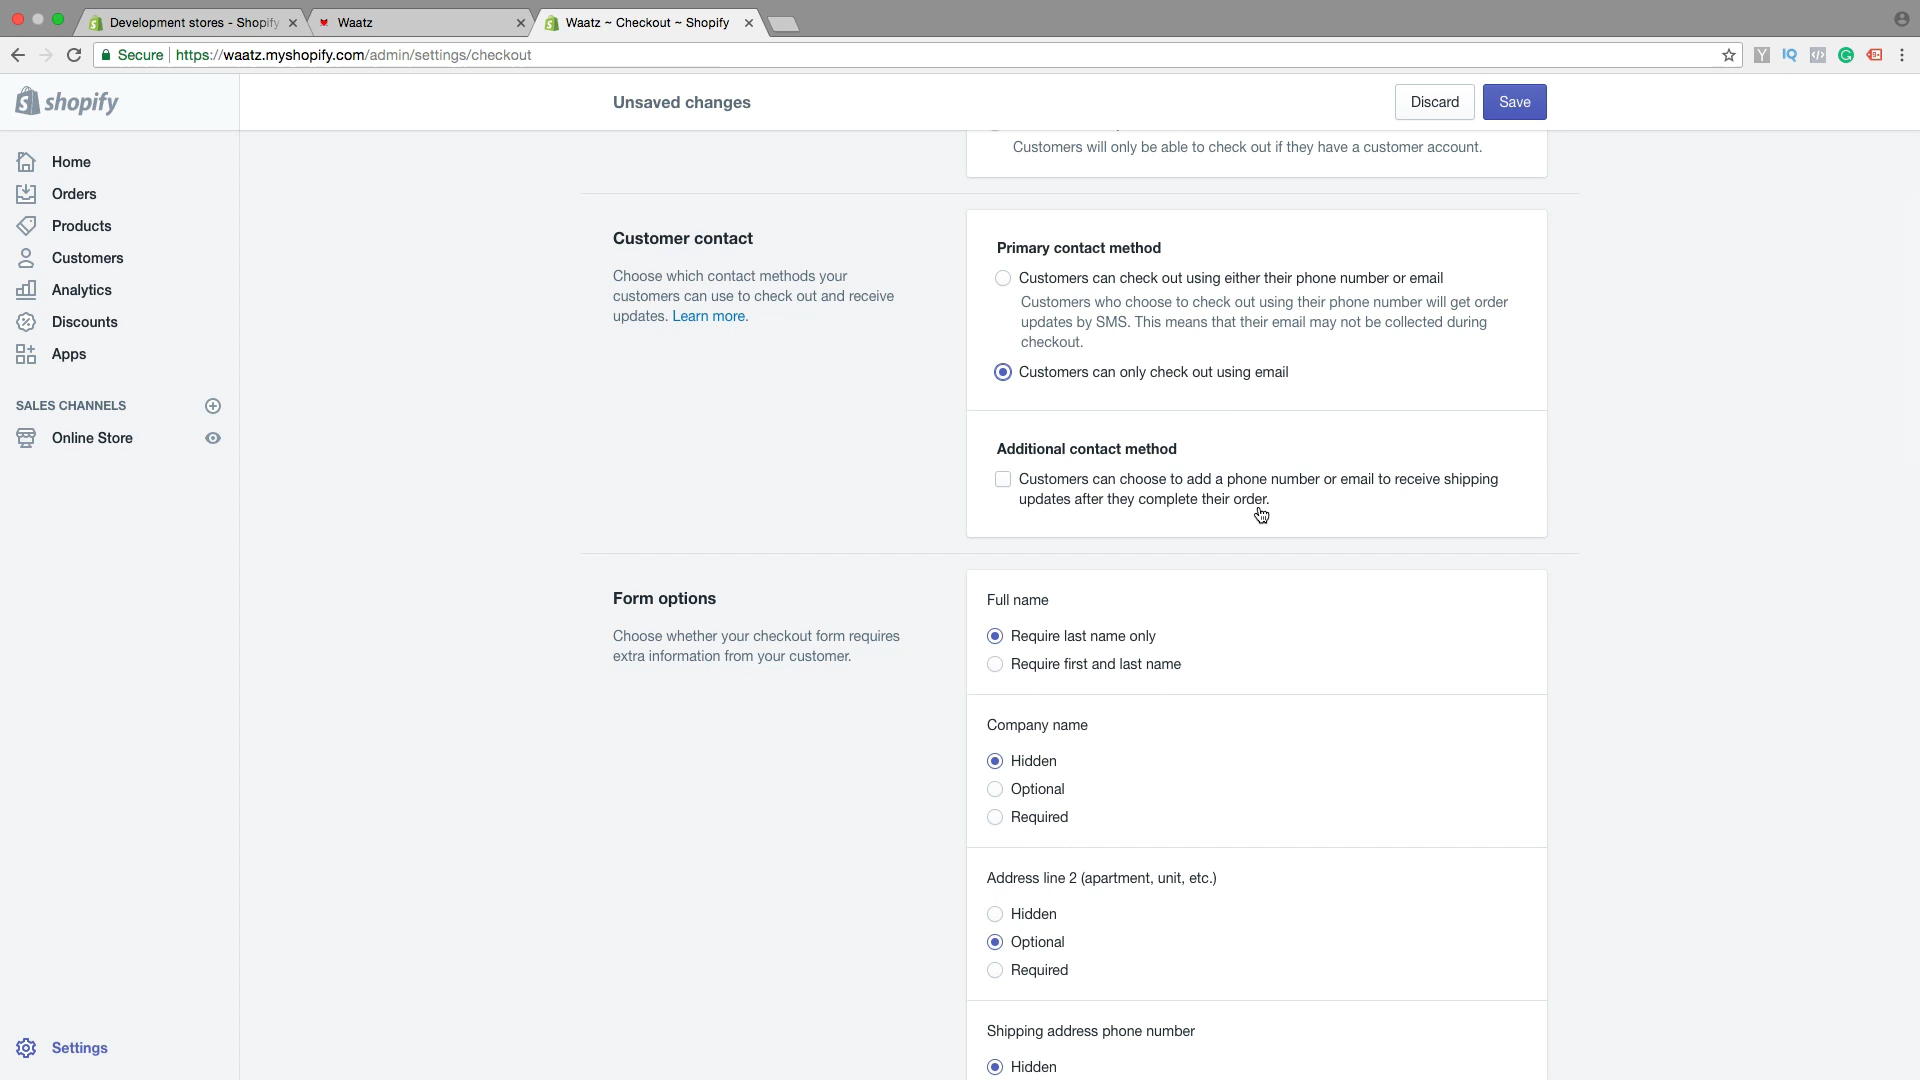 Development stores - Shopify
Waatz
Waatz ~ Checkout ~ Shopify
Secure
https://waatz.myshopify.com/admin/settings/checkout
shopify
Unsaved changes
Discard
Save
Home
Orders
Products
Customers
Analytics
Discounts
Apps
SALES CHANNELS
Online Store
Settings
Customers will only be able to check out if they have a customer account.
Customer contact
Choose which contact methods your
customers can use to check out and receive
updates. Learn more.
Primary contact method
Customers can check out using either their phone number or email
Customers who choose to check out using their phone number will get order
updates by SMS. This means that their email may not be collected during
checkout.
Customers can only check out using email
Additional contact method
Customers can choose to add a phone number or email to receive shipping
updates after they complete their order.
Form options
Choose whether your checkout form requires
extra information from your customer.
Full name
Require last name only
Require first and last name
Company name
Hidden
Optional
Required
Address line 2 (apartment, unit, etc.)
Hidden
Optional
Required
Shipping address phone number
Hidden